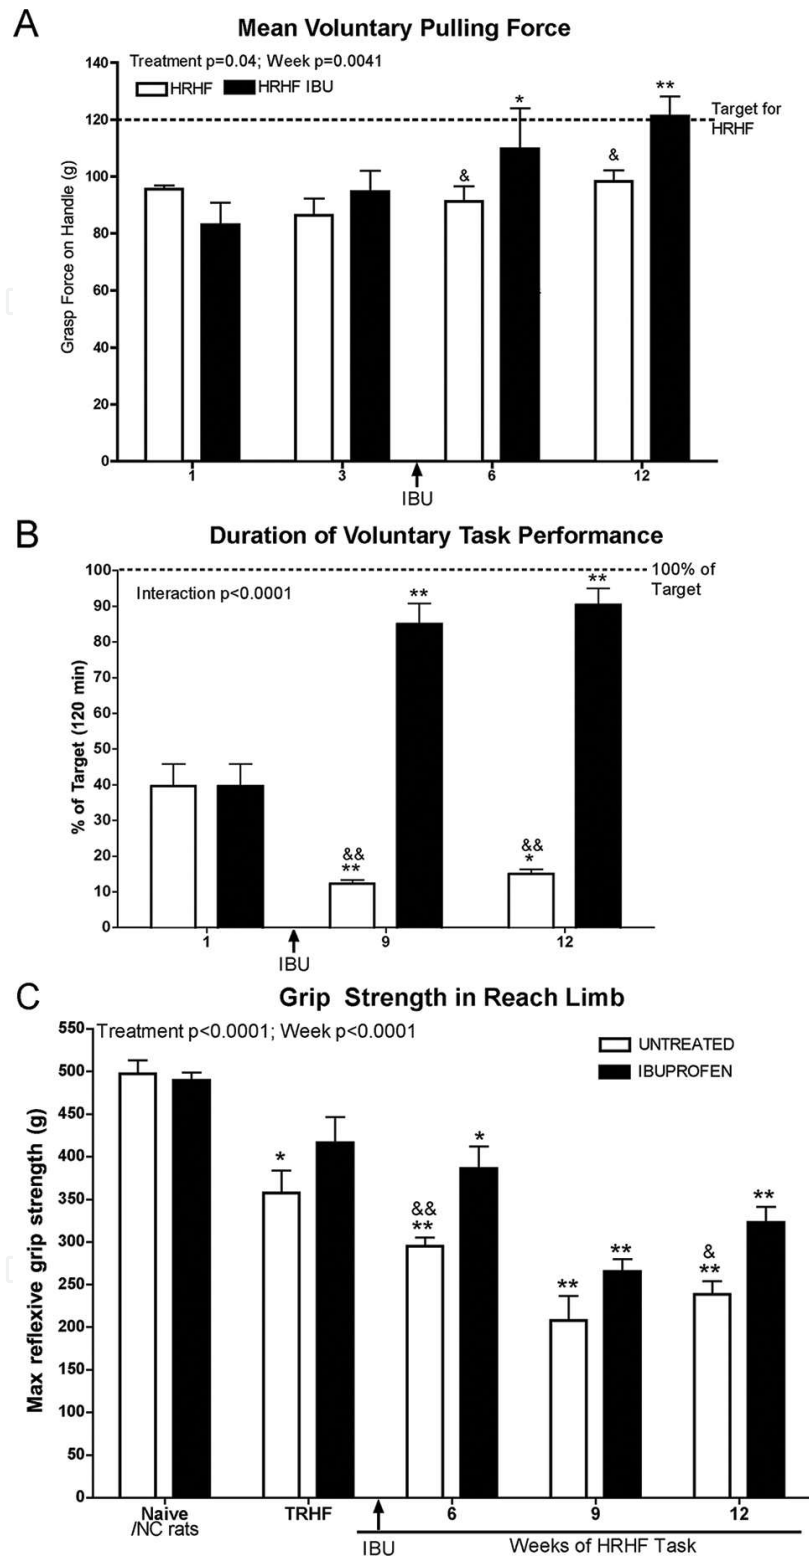 A
Mean Voluntary Pulling Force
Treatment p=0.04; Week p=0.0041
HRHF
HRHF IBU
Target for
HRHF
Grasp Force on Handle (g)
140
120
100
80
60
40
20
0
&
*
&
**
1
3
6
12
IBU
B
Duration of Voluntary Task Performance
Interaction p<0.0001
100% of
Target
% of Target (120 min)
100
90
80
70
60
50
40
30
20
10
0
&&
**
**
&&
*
**
1
9
12
IBU
C
Grip Strength in Reach Limb
Treatment p<0.0001; Week p<0.0001
UNTREATED
IBUPROFEN
Max reflexive grip strength (g)
550
500
450
400
350
300
250
200
150
100
50
0
*
&&
**
*
**
**
&
**
**
Naive
/NC rats
TRHF
6
9
12
IBU
Weeks of HRHF Task